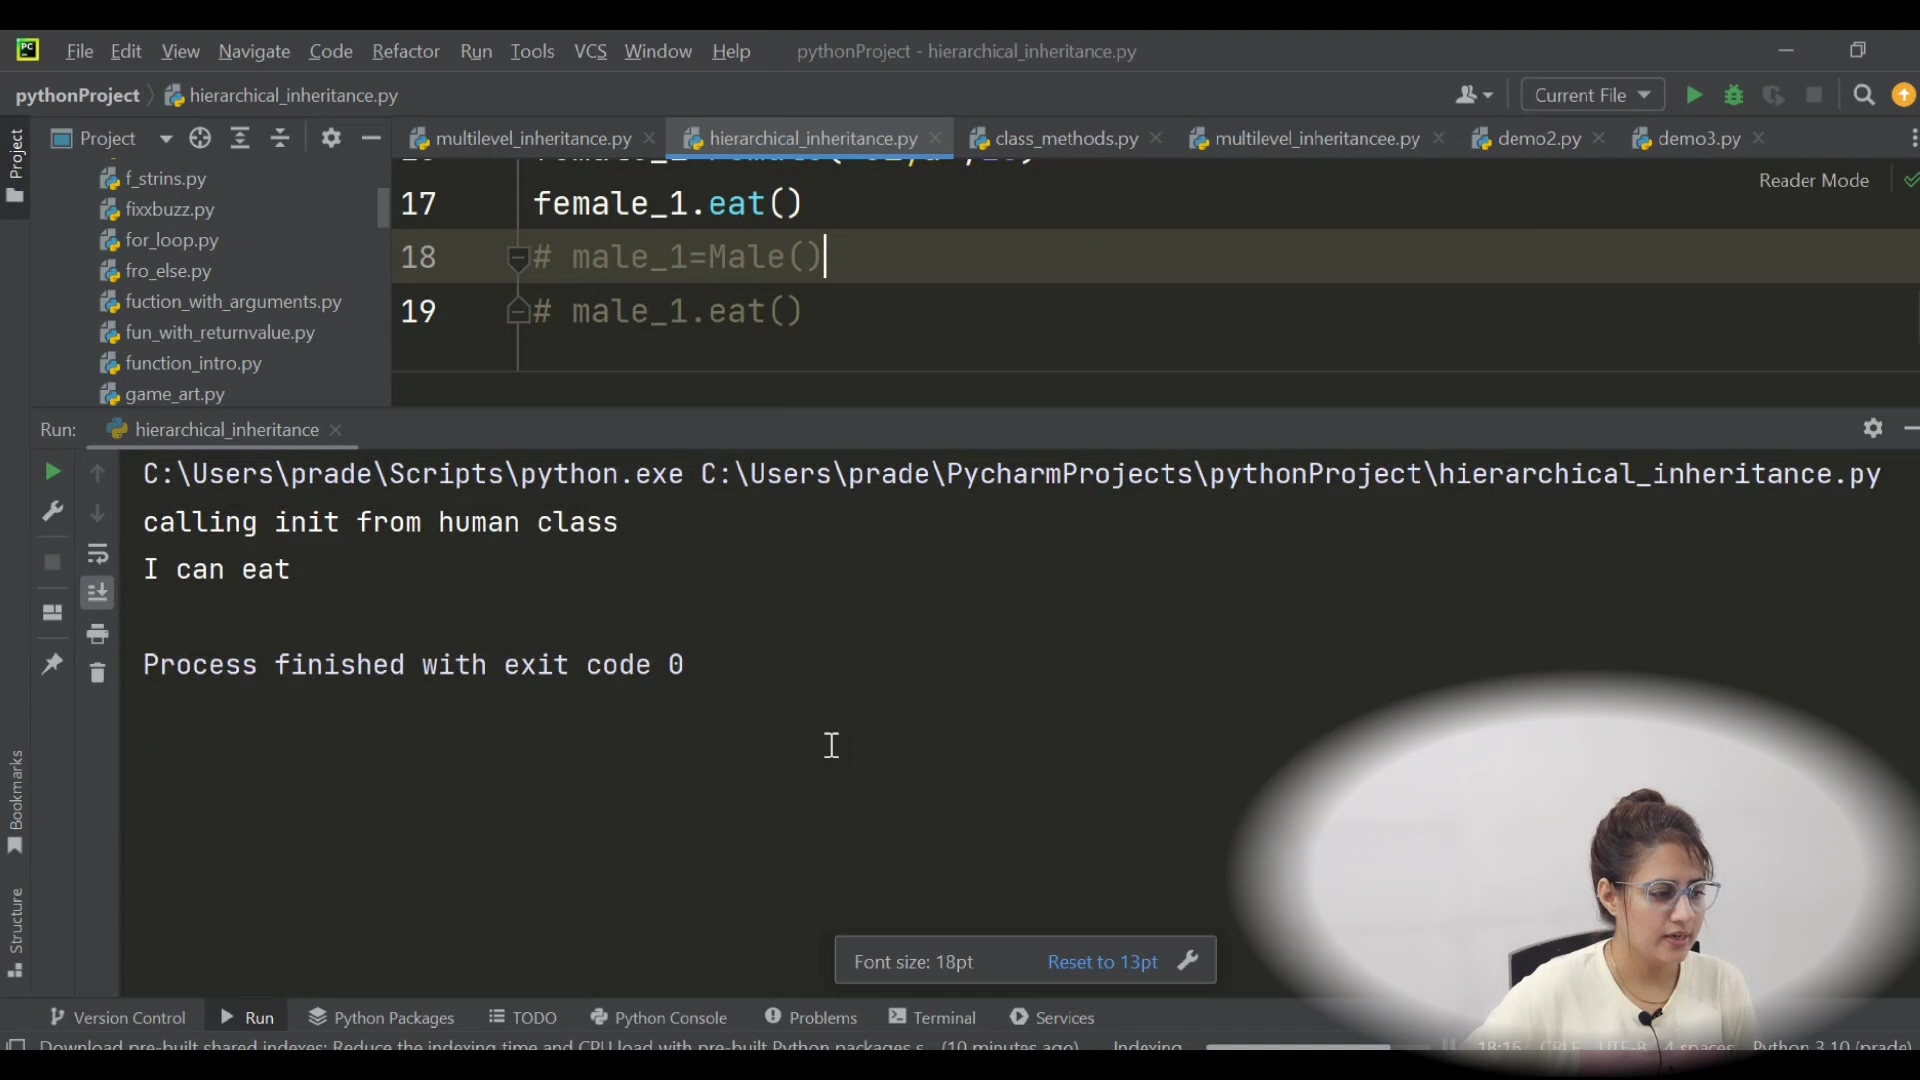 PC File Edit View Navigate Code Refactor Run Tools VCS Window Help pythonProject - hierarchical_inheritance.py
pythonProject hierarchical_inheritance.py Current File
Project multilevel_inheritance.py hierarchical_inheritance.py class_methods.py multilevel_inheritancee.py demo2.py demo3.py
Project
f_strins.py
fixxbuzz.py
for_loop.py
fro_else.py
fuction_with_arguments.py
fun_with_returnvalue.py
function_intro.py
game_art.py
Reader Mode
17 female_1.eat()
18 # male_1=Male()
19 # male_1.eat()
Run: hierarchical_inheritance
C:\Users\prade\Scripts\python.exe C:\Users\prade\PycharmProjects\pythonProject\hierarchical_inheritance.py
calling init from human class
I can eat
Process finished with exit code 0
Bookmarks
Structure
Font size: 18pt Reset to 13pt
Version Control Run Python Packages TODO Python Console Problems Terminal Services
Download pre-built shared indexes: Reduce the indexing time and CPU load with pre-built Python packages s... (10 minutes ago) Indexing... 18:16 CRLF UTF-8 4 spaces Python 3.10 (prade)